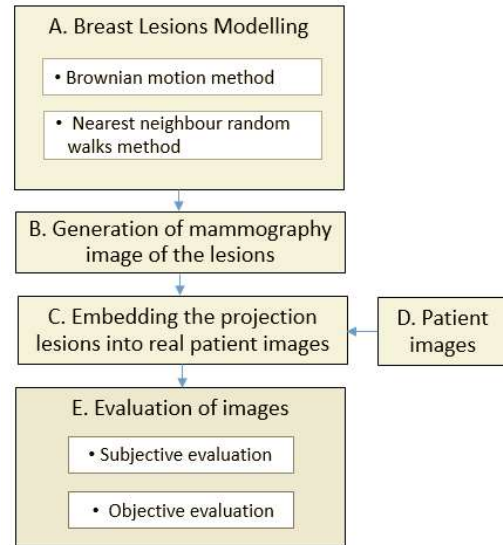 A. Breast Lesions Modelling
• Brownian motion method
• Nearest neighbour random
walks method
B. Generation of mammography
image of the lesions
C. Embedding the projection
lesions into real patient images
D. Patient
images
E. Evaluation of images
• Subjective evaluation
• Objective evaluation